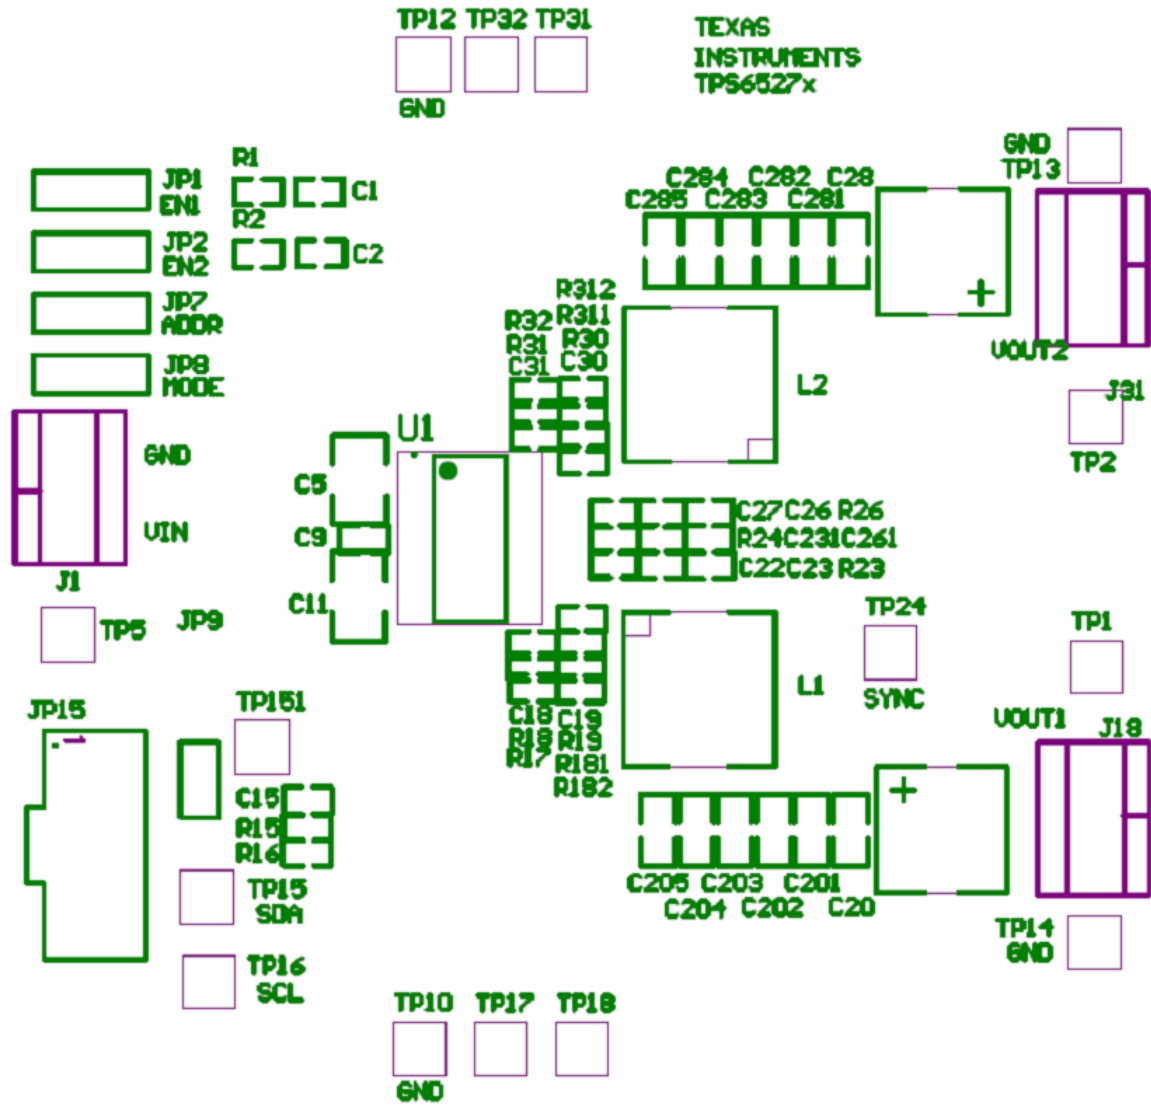 TP12 TP32 TP31
TEXAS
INSTRUMENTS
TPS6527x
GND
GND
TP13
R1
JP1
EN1
C1
R2
JP2
EN2
C2
JP7
ADDR
JP8
MODE
C284 C282 C28
C285 C283 C281
+
VOUT2
J31
TP2
R312
R311
R32
R30
R31
C30
C31
L2
U1
GND
VIN
J1
C5
C9
C11
C27 C26 R26
R24 C231 C261
C22 C23 R23
TP5
JP9
TP24
SYNC
TP1
L1
VOUT1
J18
JP15
1
TP151
C18 C19
R18 R19
R17 R181
R182
C15
R15
R16
+
TP15
SDA
C205 C203 C201
C204 C202 C20
TP14
GND
TP16
SCL
TP10 TP17 TP18
GND